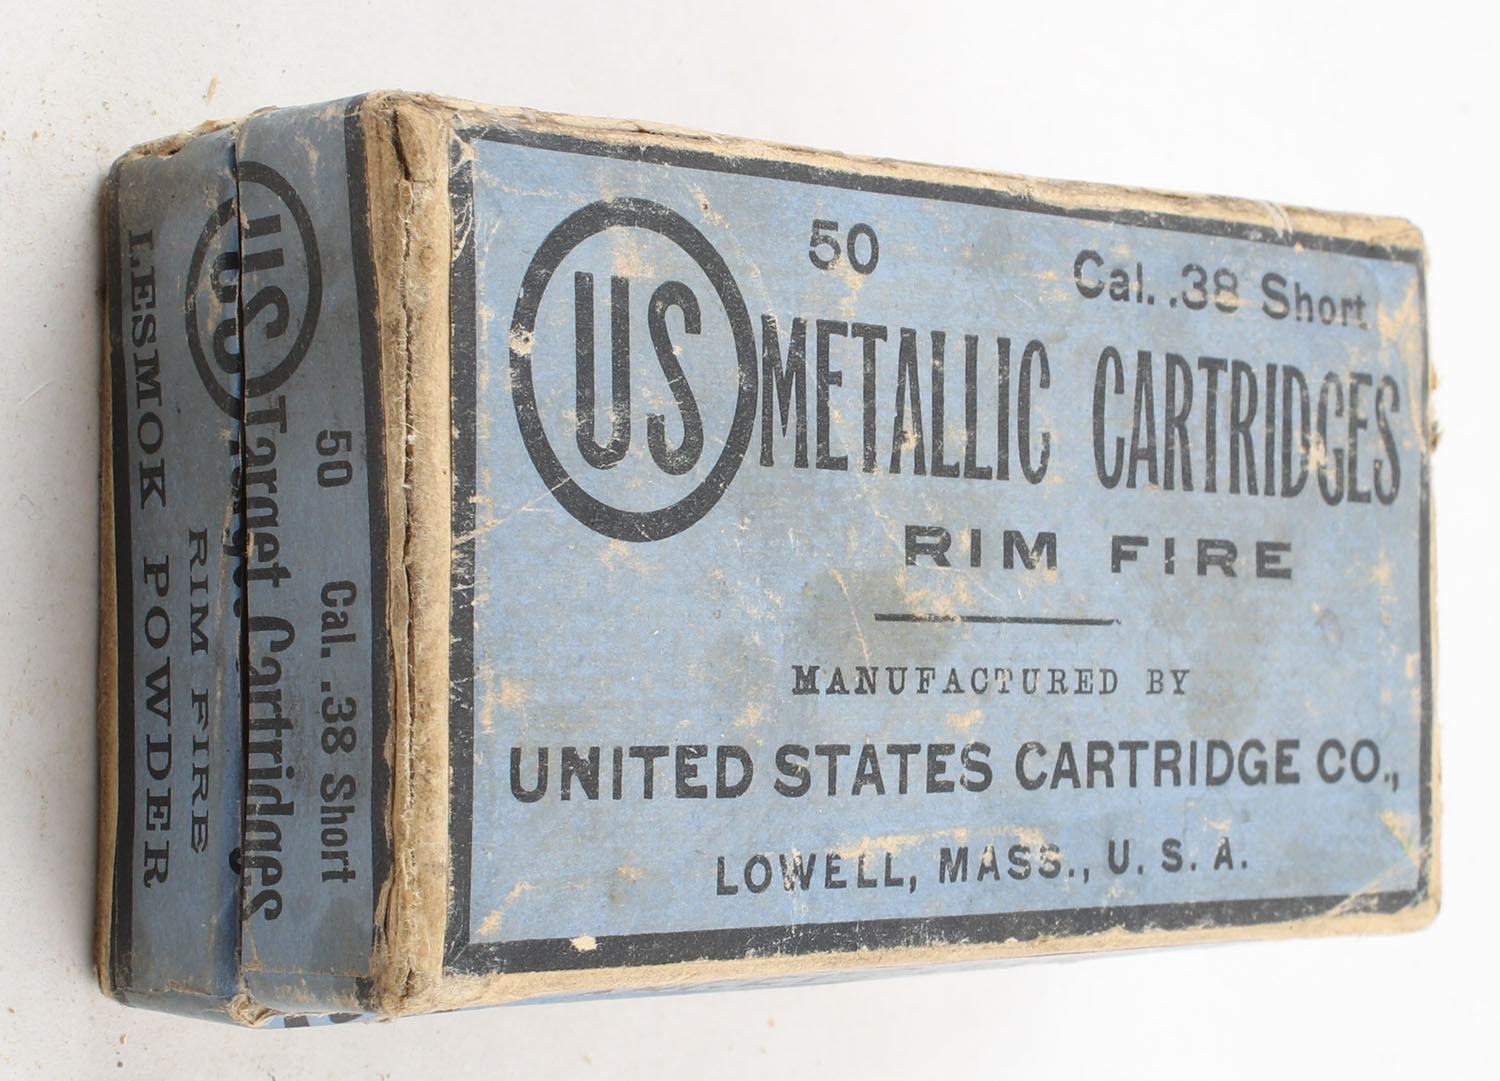 50 Cal. .38 Short
US METALLIC CARTRIDGES
RIM FIRE
MANUFACTURED BY
UNITED STATES CARTRIDGE CO.,
LOWELL, MASS., U. S. A.
50 Cal. .38 Short
US Target Cartridges
RIM FIRE
LESMOK POWDER